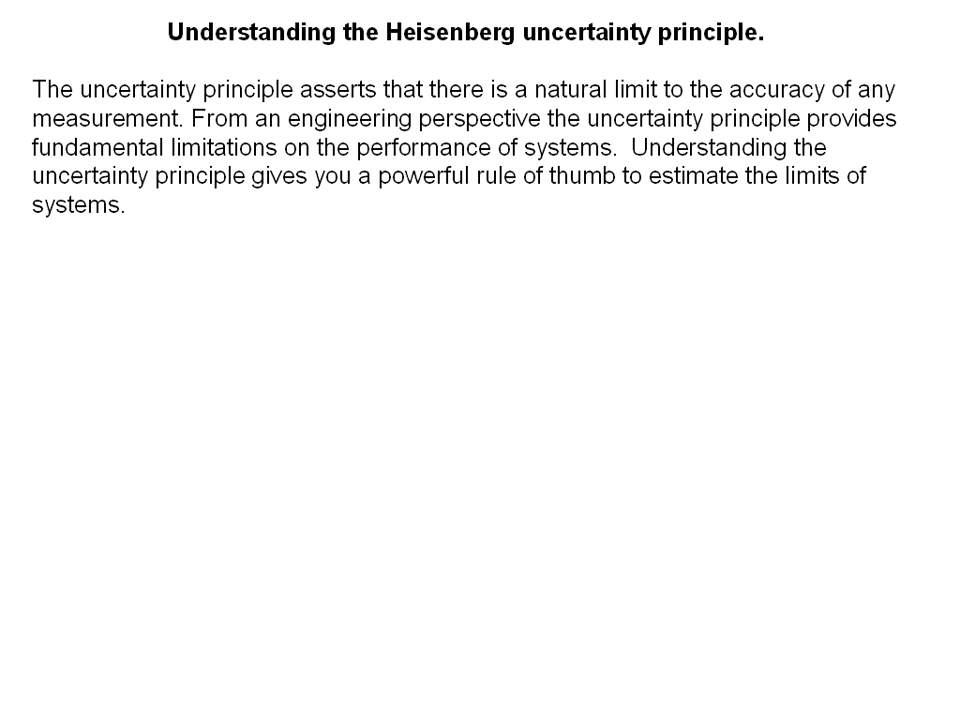 Understanding the Heisenberg uncertainty principle.
The uncertainty principle asserts that there is a natural limit to the accuracy of any
measurement. From an engineering perspective the uncertainty principle provides
fundamental limitations on the performance of systems.  Understanding the
uncertainty principle gives you a powerful rule of thumb to estimate the limits of
systems.